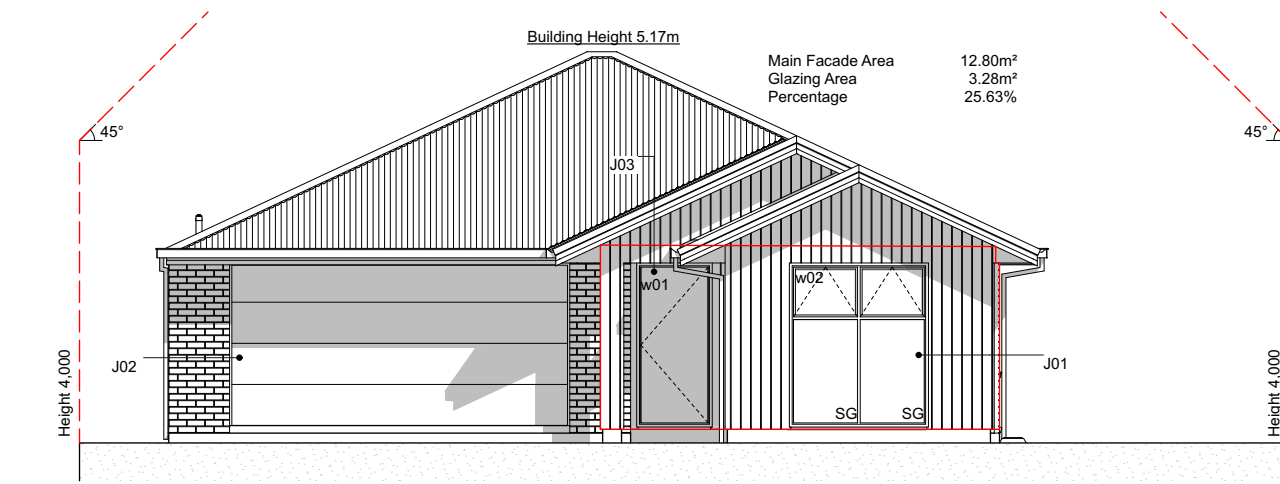 Building Height 5.17m
Main Facade Area 12.80m²
Glazing Area 3.28m²
Percentage 25.63%
45°
45°
J03
w01
w02
J02
J01
SG SG
Height 4,000
Height 4,000